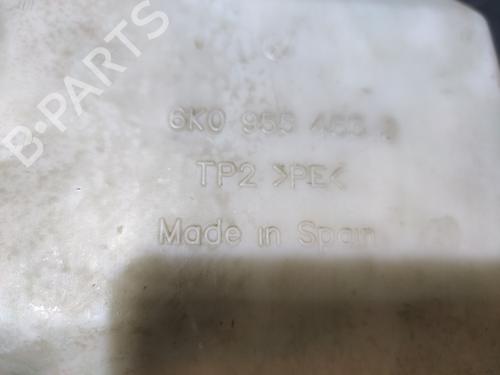 B-PARTS
6K0 955 453
TP2 >PE<
Made in Spain